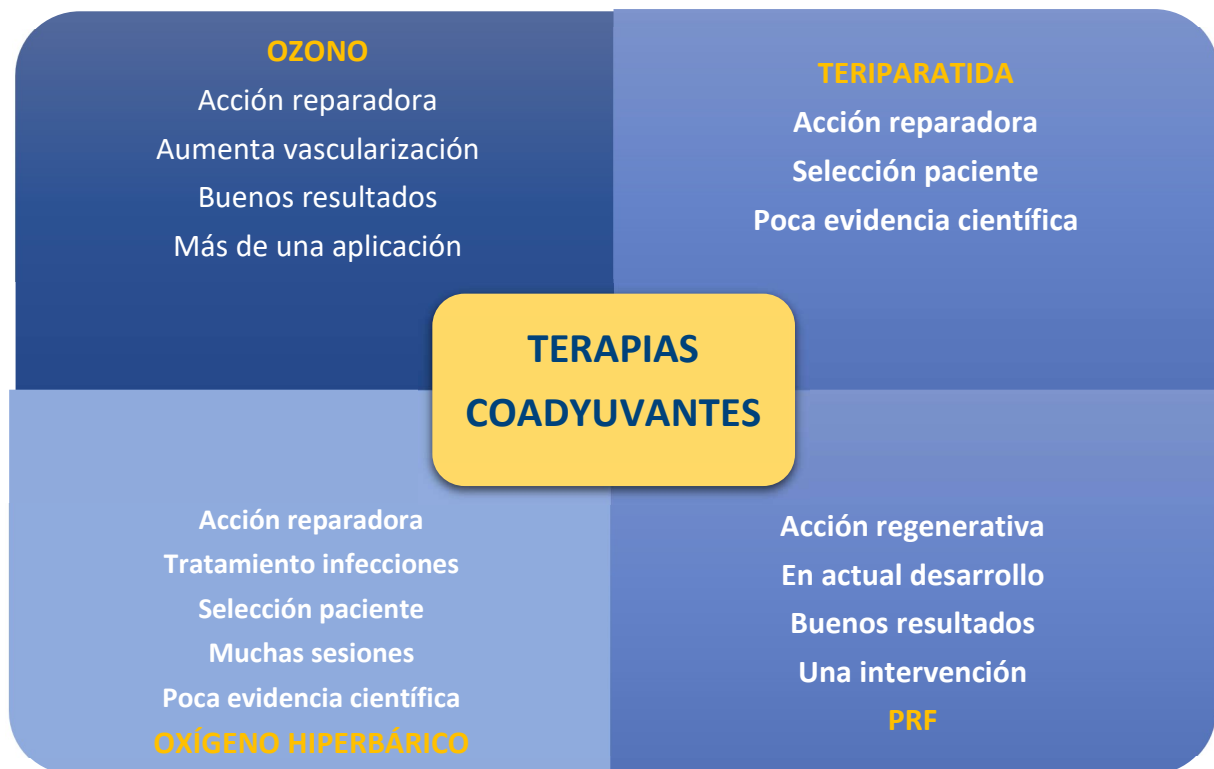 OZONO
Acción reparadora
Aumenta vascularización
Buenos resultados
Más de una aplicación
TERIPARATIDA
Acción reparadora
Selección paciente
Poca evidencia científica
TERAPIAS
COADYUVANTES
Acción reparadora
Tratamiento infecciones
Selección paciente
Muchas sesiones
Poca evidencia científica
OXÍGENO HIPERBÁRICO
Acción regenerativa
En actual desarrollo
Buenos resultados
Una intervención
PRF